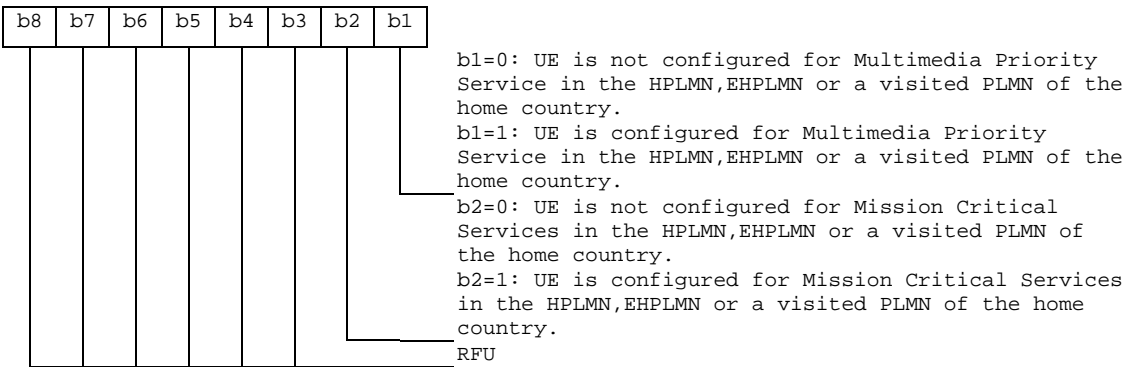 b8 b7 b6 b5 b4 b3 b2 b1
b1=0: UE is not configured for Multimedia Priority
Service in the HPLMN,EHPLMN or a visited PLMN of the
home country.
b1=1: UE is configured for Multimedia Priority
Service in the HPLMN,EHPLMN or a visited PLMN of the
home country.
b2=0: UE is not configured for Mission Critical
Services in the HPLMN,EHPLMN or a visited PLMN of
the home country.
b2=1: UE is configured for Mission Critical Services
in the HPLMN,EHPLMN or a visited PLMN of the home
country.
RFU